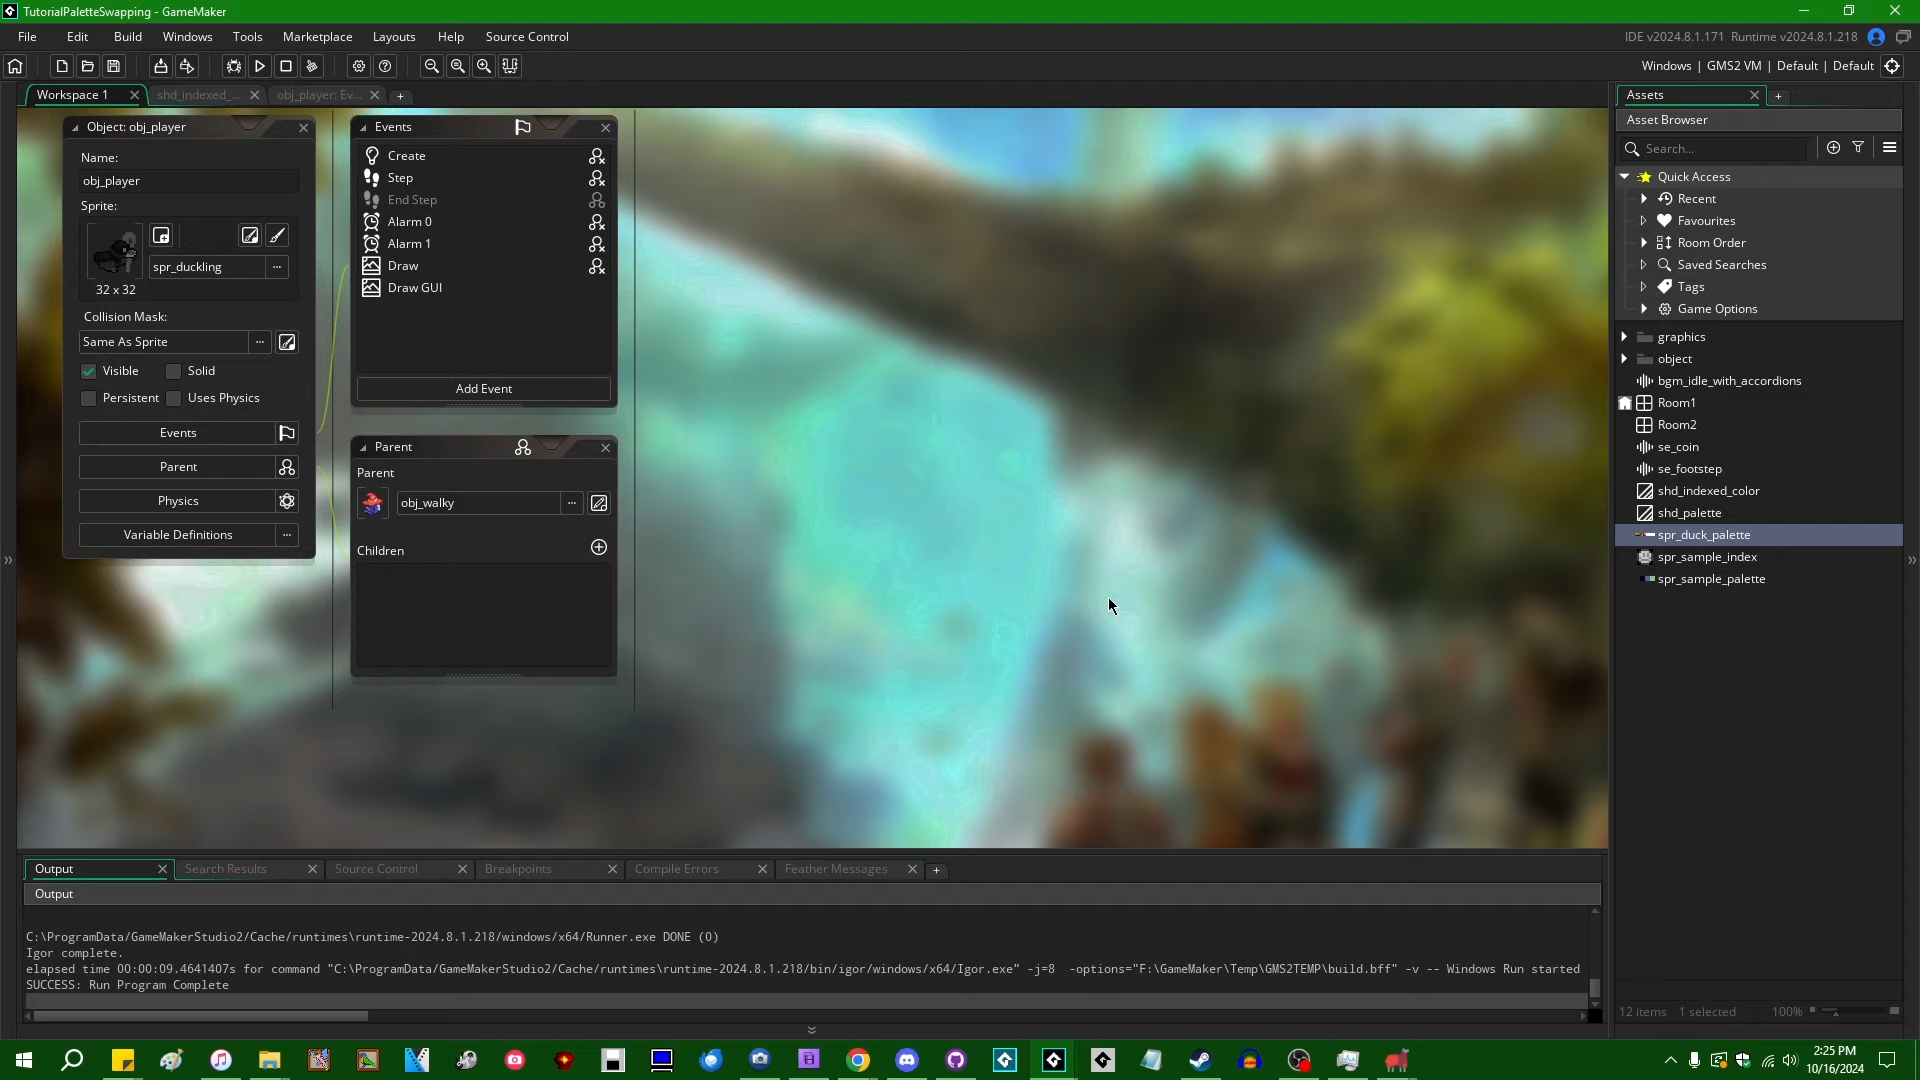 TutorialPaletteSwapping - GameMaker
File Edit Build Windows Tools Marketplace Layouts Help Source Control
IDE v2024.8.1.171 Runtime v2024.8.1.218
Windows | GMS2 VM | Default | Default
Workspace 1
shd_indexed_...
obj_player: Ev...
Object: obj_player
Name:
obj_player
Sprite:
spr_duckling
32 x 32
Collision Mask:
Same As Sprite
Visible Solid
Persistent Uses Physics
Events
Parent
Physics
Variable Definitions
Events
Create
Step
End Step
Alarm 0
Alarm 1
Draw
Draw GUI
Add Event
Parent
Parent
obj_walky
Children
Assets
Asset Browser
Search...
Quick Access
Recent
Favourites
Room Order
Saved Searches
Tags
Game Options
graphics
object
bgm_idle_with_accordions
Room1
Room2
se_coin
se_footstep
shd_indexed_color
shd_palette
spr_duck_palette
spr_sample_index
spr_sample_palette
12 items 1 selected 100%
Output Search Results Source Control Breakpoints Compile Errors Feather Messages
Output
C:\ProgramData/GameMakerStudio2/Cache/runtimes\runtime-2024.8.1.218/windows/x64/Runner.exe DONE (0)
Igor complete.
elapsed time 00:00:09.4641407s for command "C:\ProgramData/GameMakerStudio2/Cache/runtimes\runtime-2024.8.1.218/bin/igor/windows/x64/Igor.exe" -j=8 -options="F:\GameMaker\Temp\GMS2TEMP\build.bff" -v -- Windows Run started
SUCCESS: Run Program Complete
2:25 PM
10/16/2024